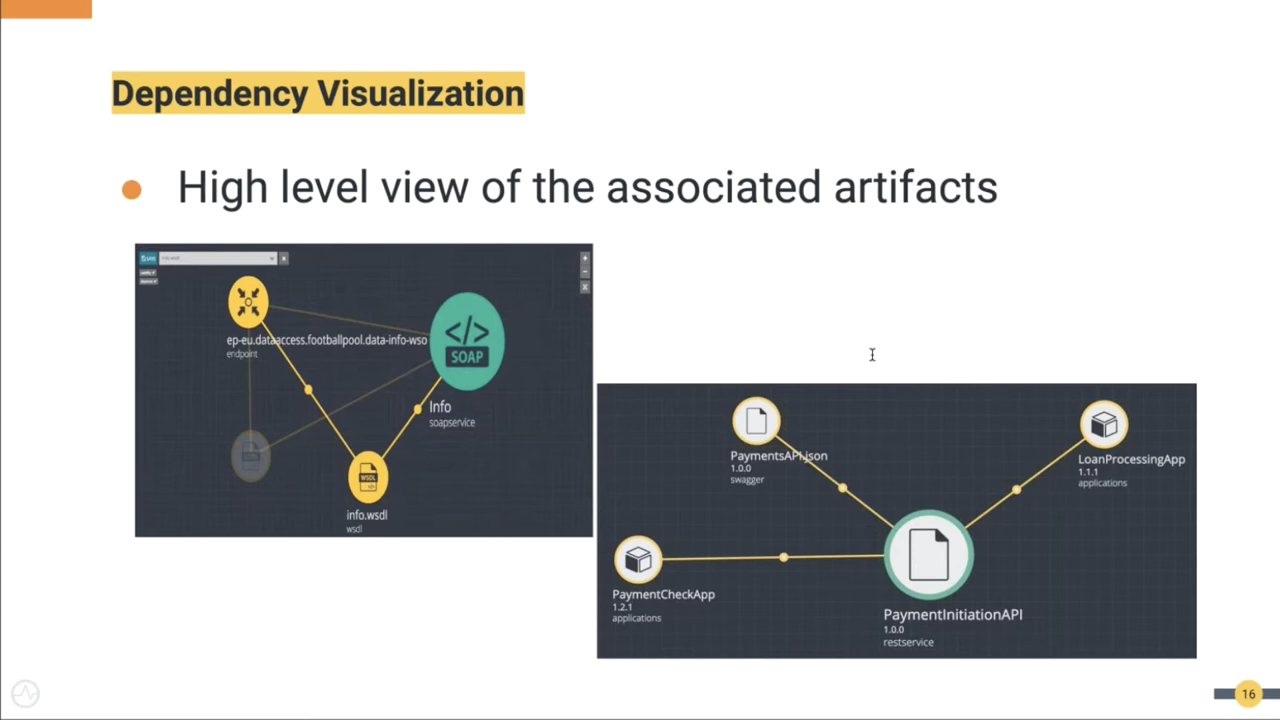 Dependency Visualization
High level view of the associated artifacts
ep-eu.dataaccess.footballpool.data-info-wso
endpoint
</>
SOAP
Info
soapservice
WSDL
info.wsdl
wsdl
PaymentsAPI.json
1.0.0
swagger
LoanProcessingApp
1.1.1
applications
PaymentCheckApp
1.2.1
applications
PaymentInitiationAPI
1.0.0
restservice
16